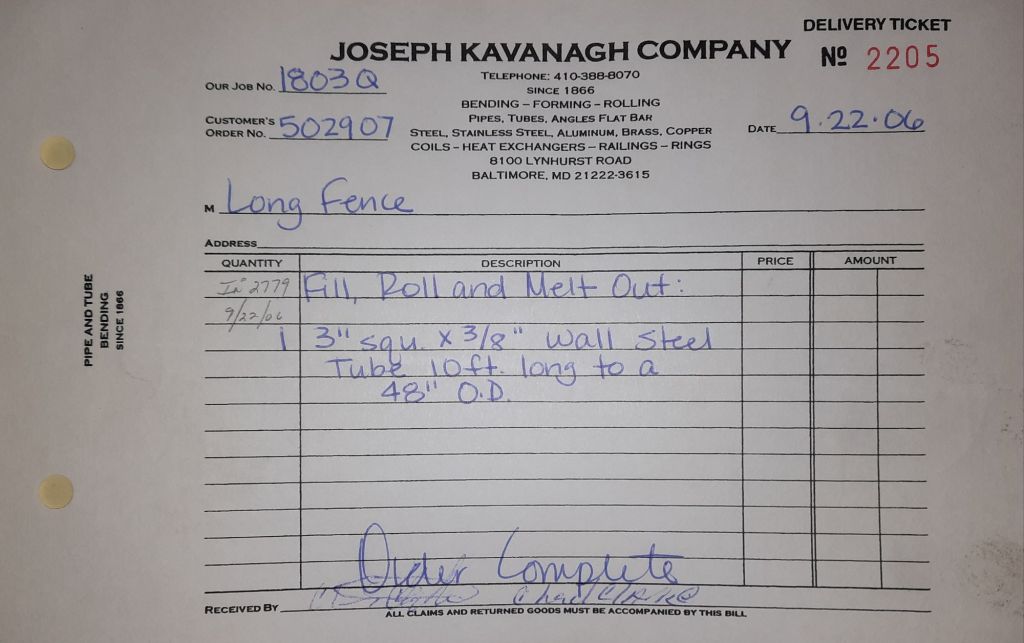 DELIVERY TICKET
JOSEPH KAVANAGH COMPANY
Nº 2205
OUR JOB NO. 1803Q
TELEPHONE: 410-388-8070
SINCE 1866
BENDING – FORMING – ROLLING
CUSTOMER'S ORDER NO. 502907
PIPES, TUBES, ANGLES FLAT BAR
STEEL, STAINLESS STEEL, ALUMINUM, BRASS, COPPER
DATE 9.22.06
COILS – HEAT EXCHANGERS – RAILINGS – RINGS
8100 LYNHURST ROAD
BALTIMORE, MD 21222-3615
M Long Fence
ADDRESS
QUANTITY DESCRIPTION PRICE AMOUNT
In 2779 Fill, Roll and Melt Out:
9/22/06
1 3" squ. x 3/8" wall Steel
Tube 10ft. long to a
48" O.D.
Order Complete
RECEIVED BY
ALL CLAIMS AND RETURNED GOODS MUST BE ACCOMPANIED BY THIS BILL
PIPE AND TUBE
BENDING
SINCE 1866